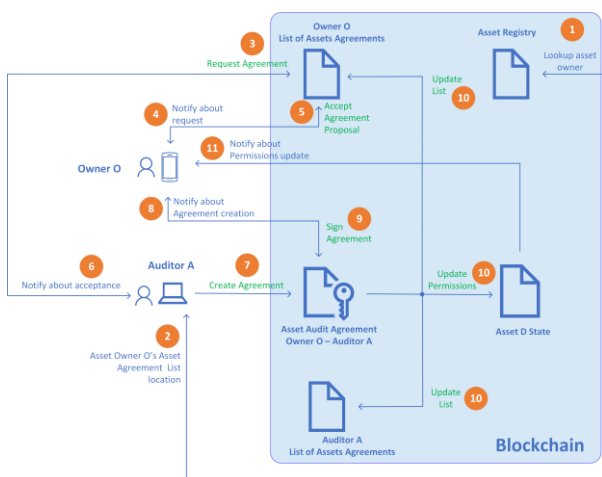 Owner O
List of Assets Agreements
Asset Registry
1
Lookup asset
owner
3
Request Agreement
Update
List
10
4
Notify about
request
5
Accept
Agreement
Proposal
11
Notify about
Permissions update
Owner O
8
Notify about
Agreement creation
9
Sign
Agreement
6
Notify about acceptance
Auditor A
7
Create Agreement
Update
Permissions
10
Asset Audit Agreement
Owner O – Auditor A
Asset D State
2
Asset Owner O's Asset
Agreement List
location
Update
List
10
Auditor A
List of Assets Agreements
Blockchain